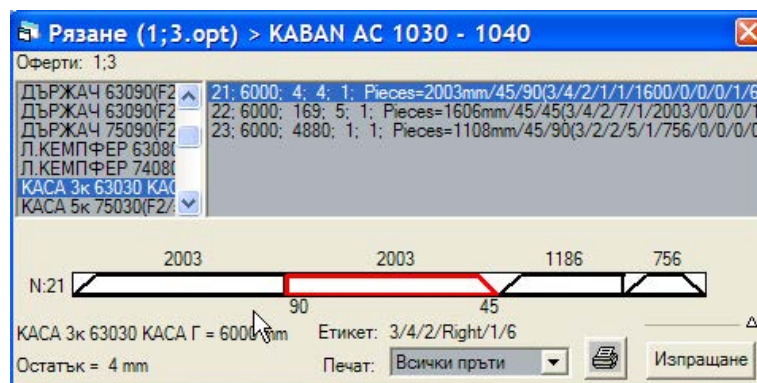 Рязане (1;3.opt) > KABAN AC 1030 - 1040
Оферти: 1;3
ДЪРЖАЧ 63090(F2
ДЪРЖАЧ 63090(F2
ДЪРЖАЧ 75090(F2
Л.КЕМПФЕР 6308
Л.КЕМПФЕР 7408
КАСА 3к 63030 КАС
КАСА 5к 75030(F2/
21; 6000; 4; 4; 1; Pieces=2003mm/45/90(3/4/2/1/1/1600/0/0/0/1/6
22; 6000; 169; 5; 1; Pieces=1606mm/45/45(3/4/2/7/1/2003/0/0/0/1
23; 6000; 4880; 1; 1; Pieces=1108mm/45/90(3/2/2/5/1/756/0/0/0/0
2003 2003 1186 756
N:21
90 45
КАСА 3к 63030 КАСА Г = 6000 mm Етикет: 3/4/2/Right/1/6
Остатък = 4 mm Печат: Всички пръти Изпращане